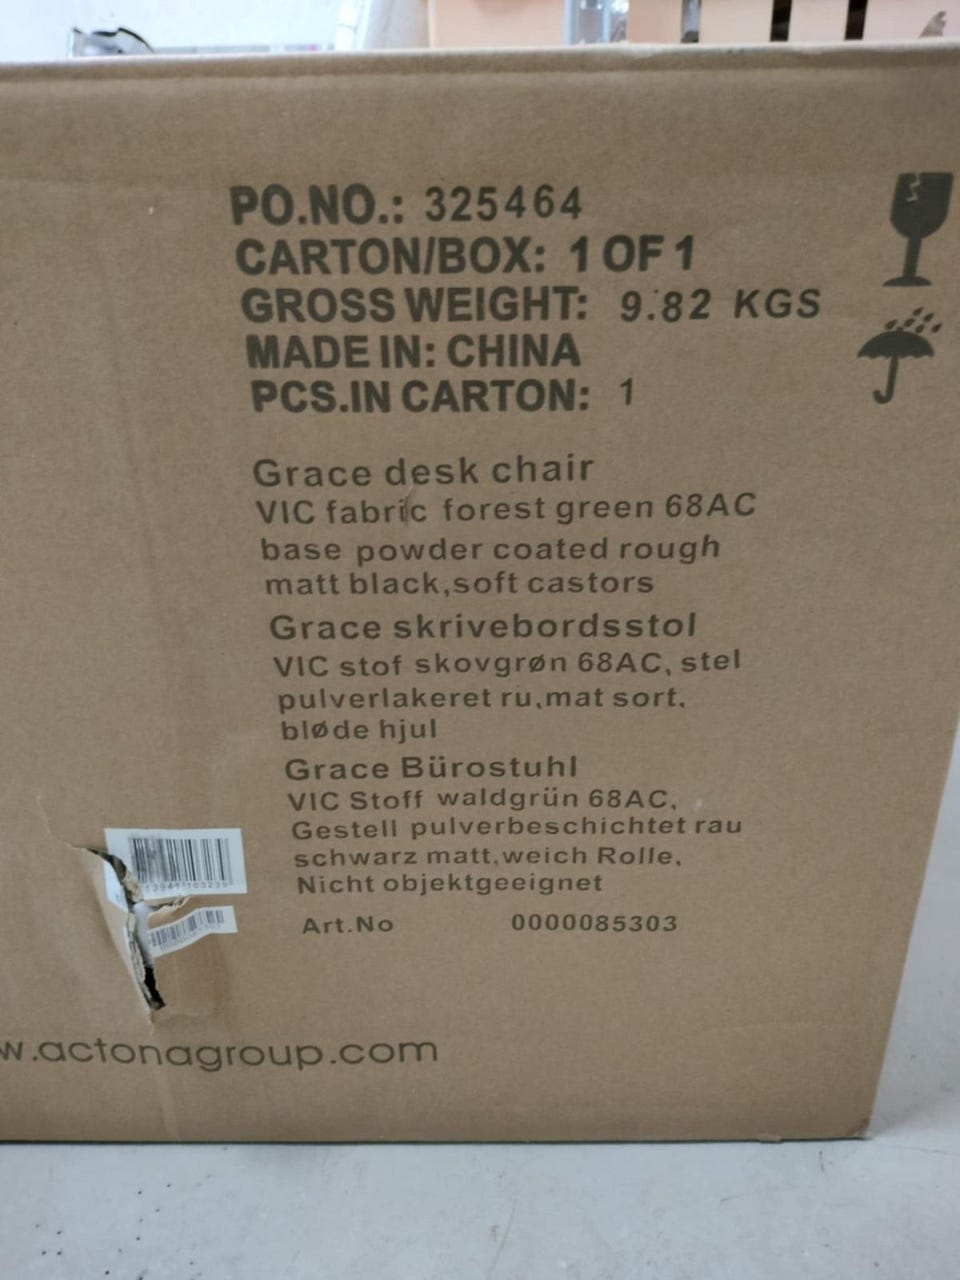 PO.NO.: 325464
CARTON/BOX: 1 OF 1
GROSS WEIGHT: 9.82 KGS
MADE IN: CHINA
PCS.IN CARTON: 1
Grace desk chair
VIC fabric forest green 68AC
base powder coated rough
matt black,soft castors
Grace skrivebordsstol
VIC stof skovgrøn 68AC, stel
pulverlakeret ru,mat sort,
bløde hjul
Grace Bürostuhl
VIC Stoff waldgrün 68AC,
Gestell pulverbeschichtet rau
schwarz matt,weich Rolle,
Nicht objektgeeignet
Art.No 0000085303
w.actonagroup.com